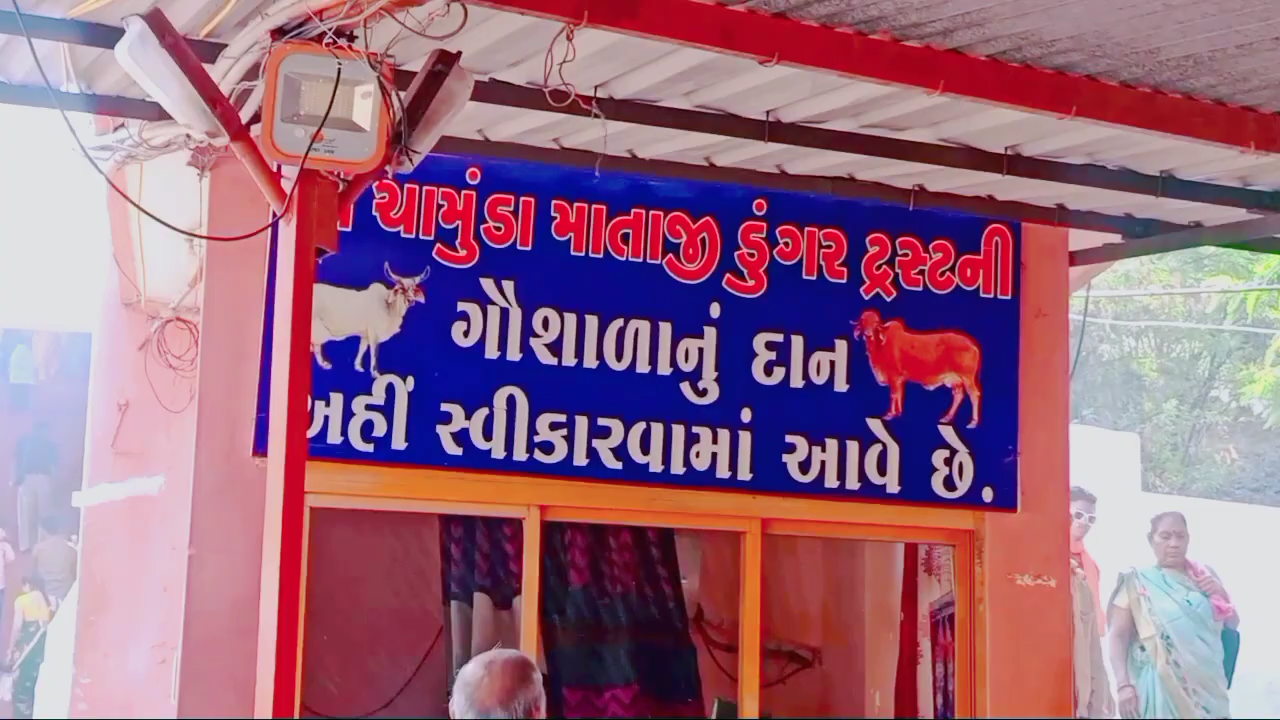 ચામુંડા માતાજી ડુંગર ટ્રસ્ટની
ગૌશાળાનું દાન
અહીં સ્વીકારવામાં આવે છે.